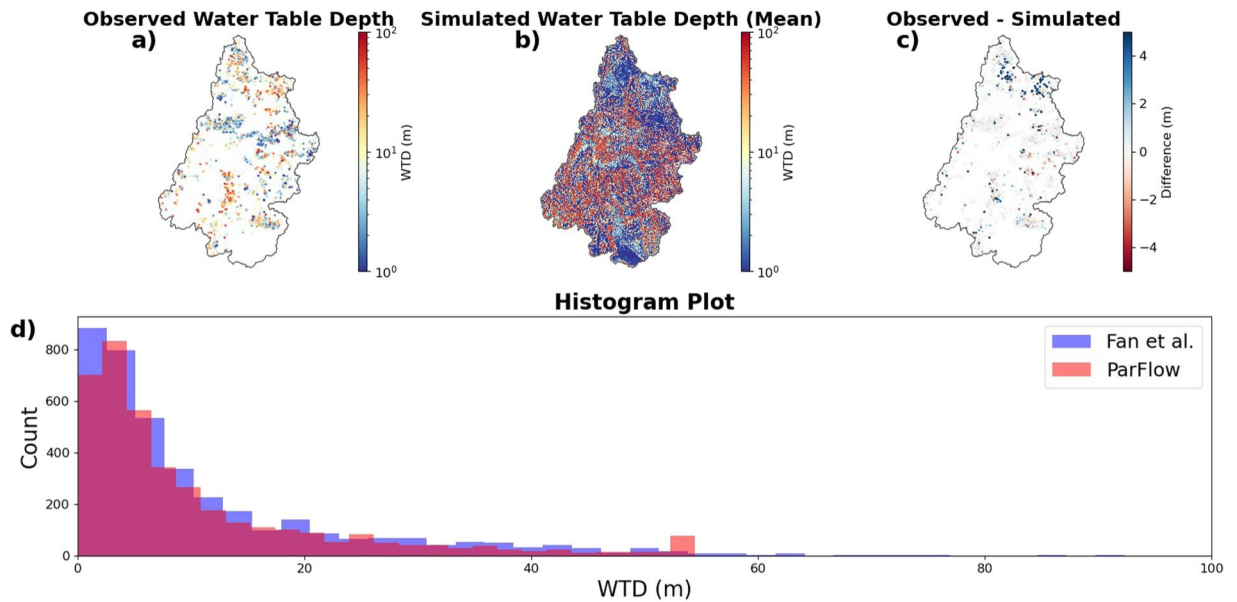 Observed Water Table Depth
a)
10²
10¹
10⁰
WTD (m)
Simulated Water Table Depth (Mean)
b)
10²
10¹
10⁰
WTD (m)
Observed - Simulated
c)
4
2
0
−2
−4
Difference (m)
Histogram Plot
d)
Fan et al.
ParFlow
800
600
400
200
0
Count
0 20 40 60 80 100
WTD (m)